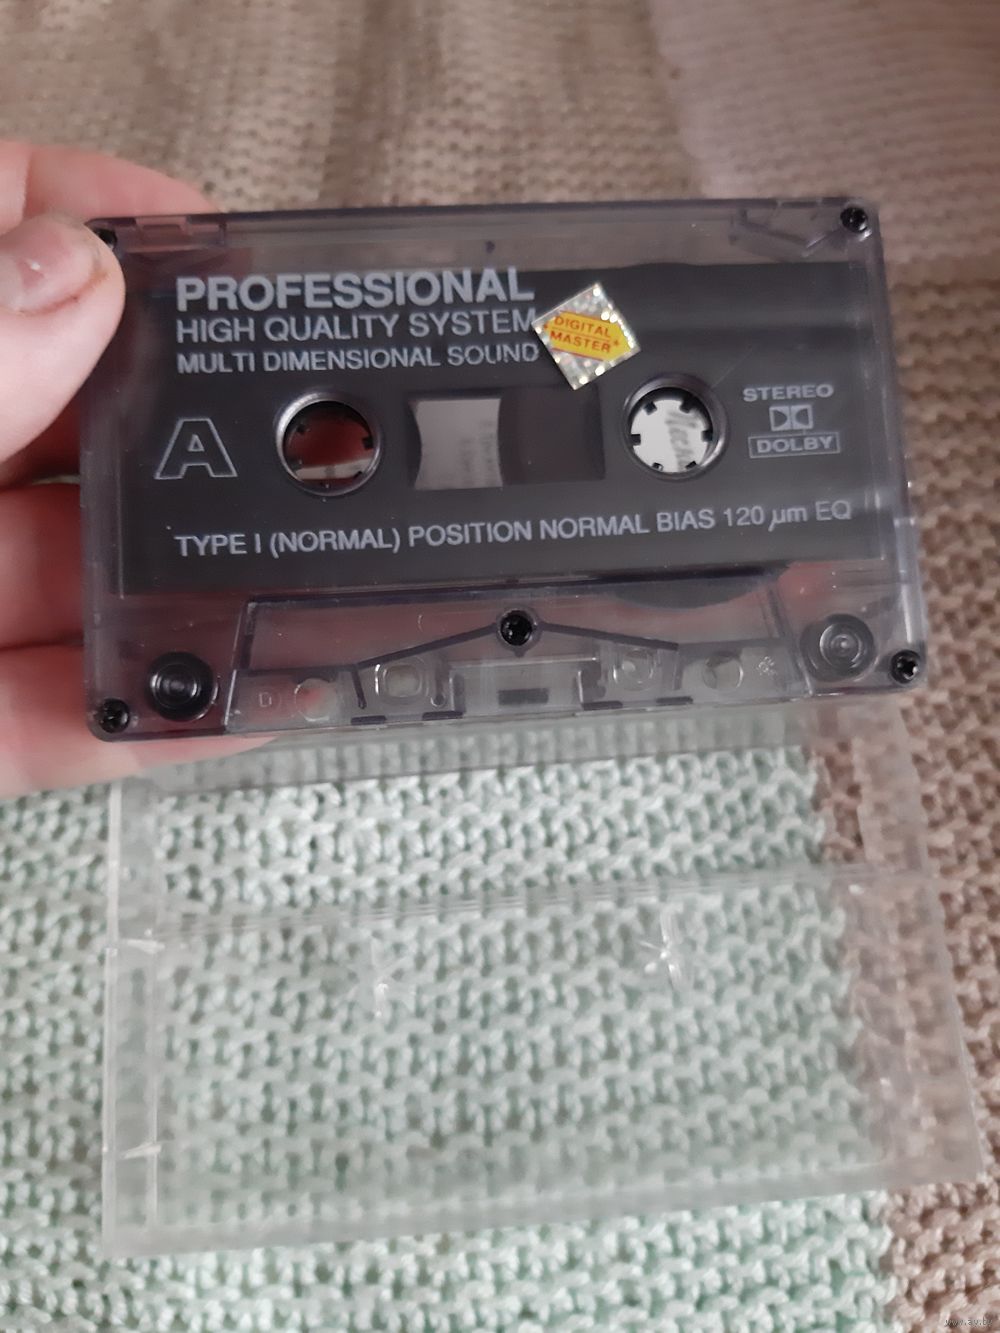 PROFESSIONAL
HIGH QUALITY SYSTEM
MULTI DIMENSIONAL SOUND
DIGITAL
MASTER
A
STEREO
DOLBY
TYPE I (NORMAL) POSITION NORMAL BIAS 120 µm EQ
D